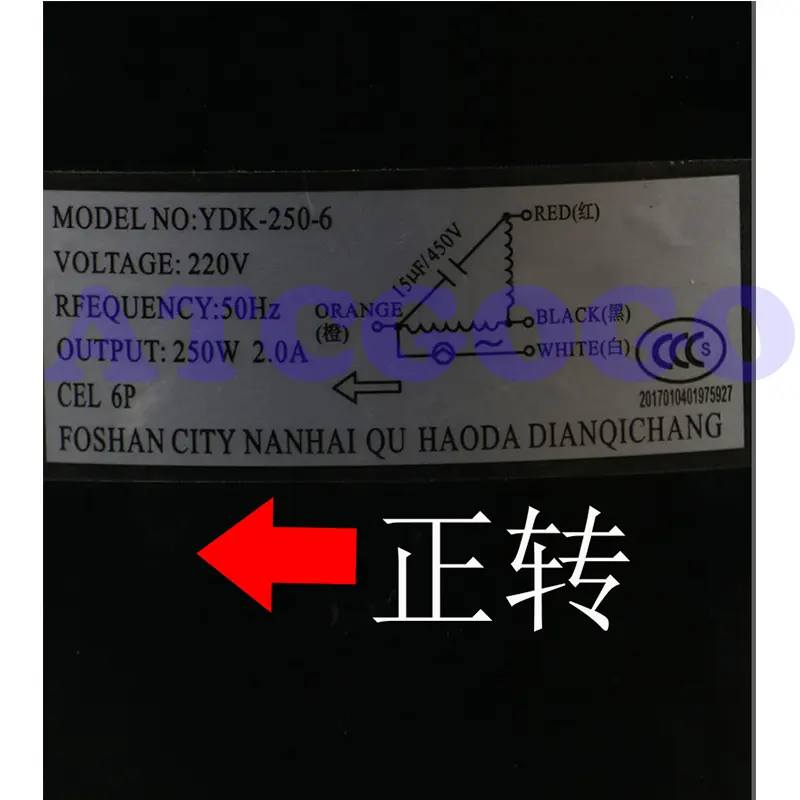 MODEL NO:YDK-250-6
VOLTAGE: 220V
RFEQUENCY:50Hz
OUTPUT: 250W 2.0A
CEL 6P
15μF/450V
RED(红)
ORANGE
(橙)
BLACK(黑)
WHITE(白)
CCC S
2017010401975927
FOSHAN CITY NANHAI QU HAODA DIANQICHANG
ATCGOCO
正转